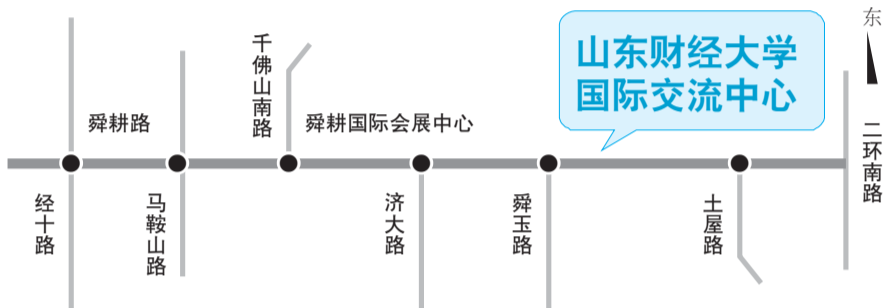 东
山东财经大学
国际交流中心
千佛山南路
舜耕路
舜耕国际会展中心
二环南路
经十路
马鞍山路
济大路
舜玉路
土屋路